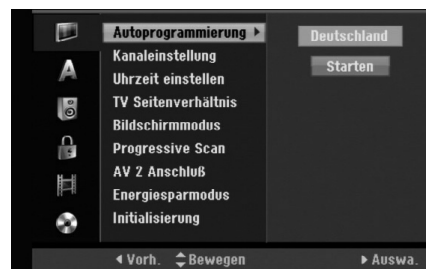 Autoprogrammierung
Kanaleinstellung
Uhrzeit einstellen
TV Seitenverhältnis
Bildschirmmodus
Progressive Scan
AV 2 Anschluß
Energiesparmodus
Initialisierung
Deutschland
Starten
A
Vorh. Bewegen Auswa.